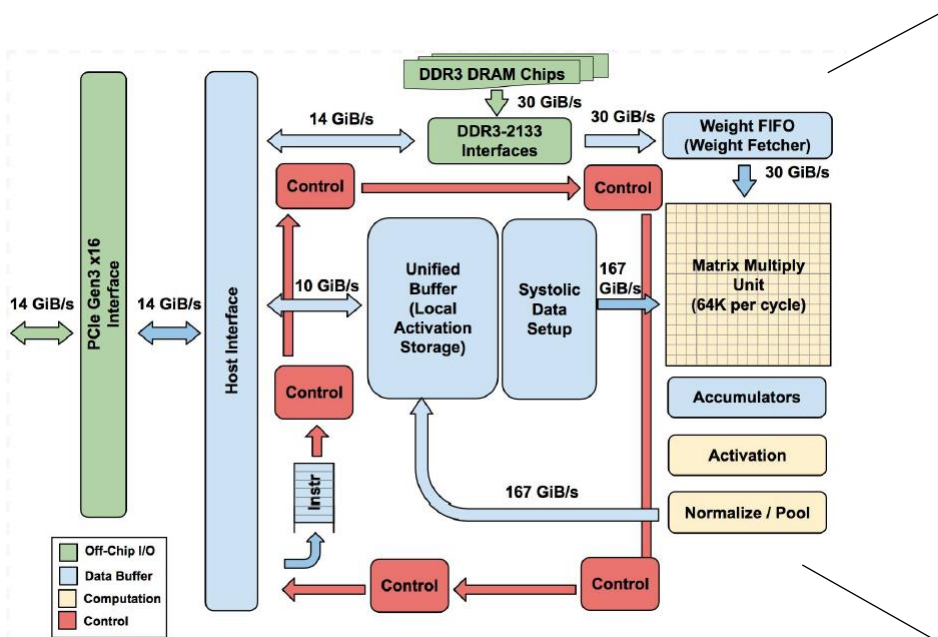 DDR3 DRAM Chips
30 GiB/s
14 GiB/s
DDR3-2133
Interfaces
30 GiB/s
Weight FIFO
(Weight Fetcher)
30 GiB/s
Control
Control
PCIe Gen3 x16
Interface
14 GiB/s
14 GiB/s
Host Interface
10 GiB/s
Unified
Buffer
(Local
Activation
Storage)
Systolic
Data
Setup
167
GiB/s
Matrix Multiply
Unit
(64K per cycle)
Control
Accumulators
Activation
Instr
167 GiB/s
Normalize / Pool
Off-Chip I/O
Data Buffer
Computation
Control
Control
Control